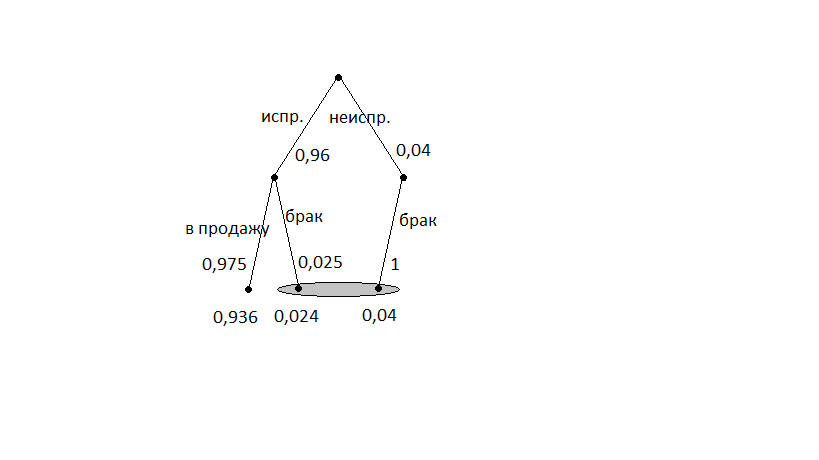 испр.
неиспр.
0,96
0,04
в продажу
брак
брак
0,975
0,025
1
0,936
0,024
0,04